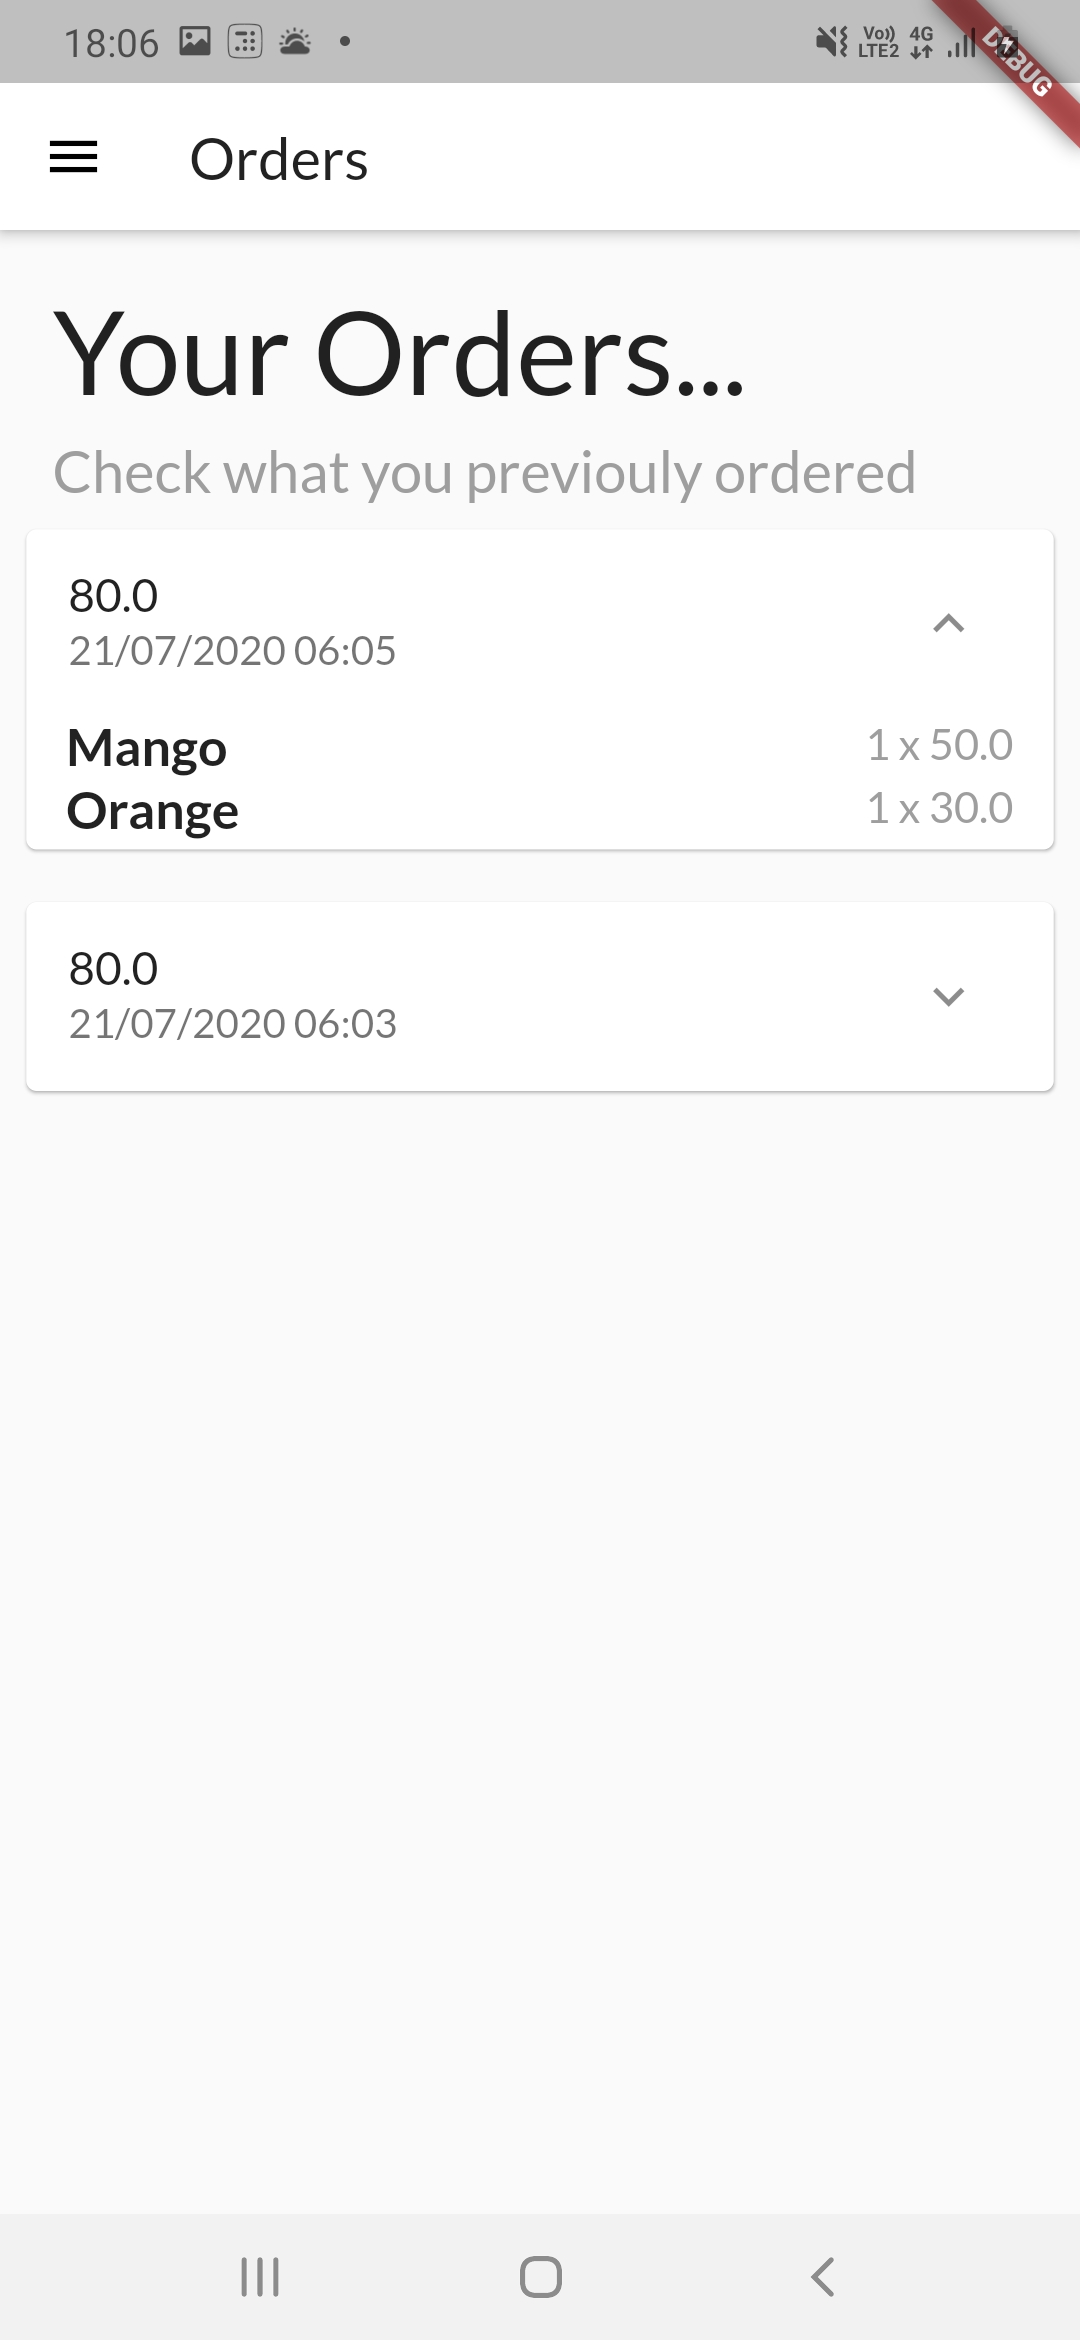 18:06
Vo)) 4G
LTE2
DEBUG
Orders
Your Orders...
Check what you previouly ordered
80.0
21/07/2020 06:05
Mango 1 x 50.0
Orange 1 x 30.0
80.0
21/07/2020 06:03